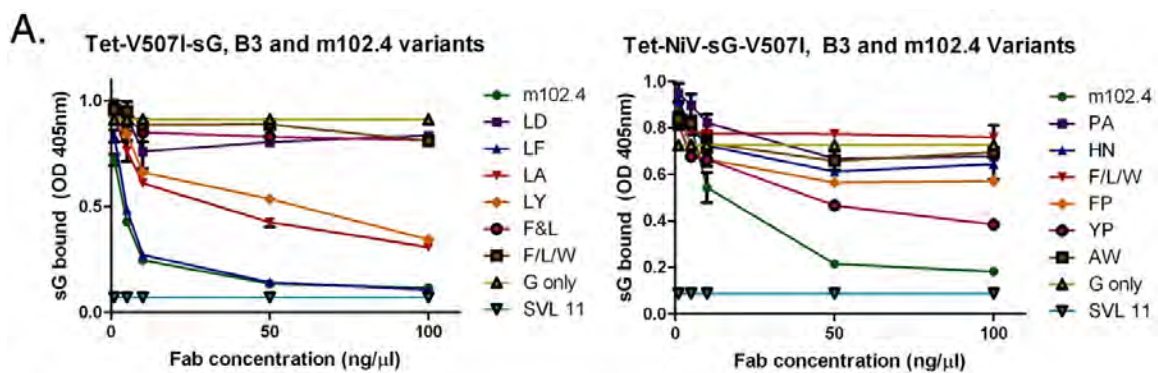 A.
Tet-V507I-sG, B3 and m102.4 variants
sG bound (OD 405nm)
1.0
0.5
0.0
0
50
100
Fab concentration (ng/µl)
m102.4
LD
LF
LA
LY
F&L
F/L/W
G only
SVL 11
Tet-NiV-sG-V507I, B3 and m102.4 Variants
sG bound (OD 405nm)
1.0
0.8
0.6
0.4
0.2
0.0
0
50
100
Fab concentration (ng/µl)
m102.4
PA
HN
F/L/W
FP
YP
AW
G only
SVL 11